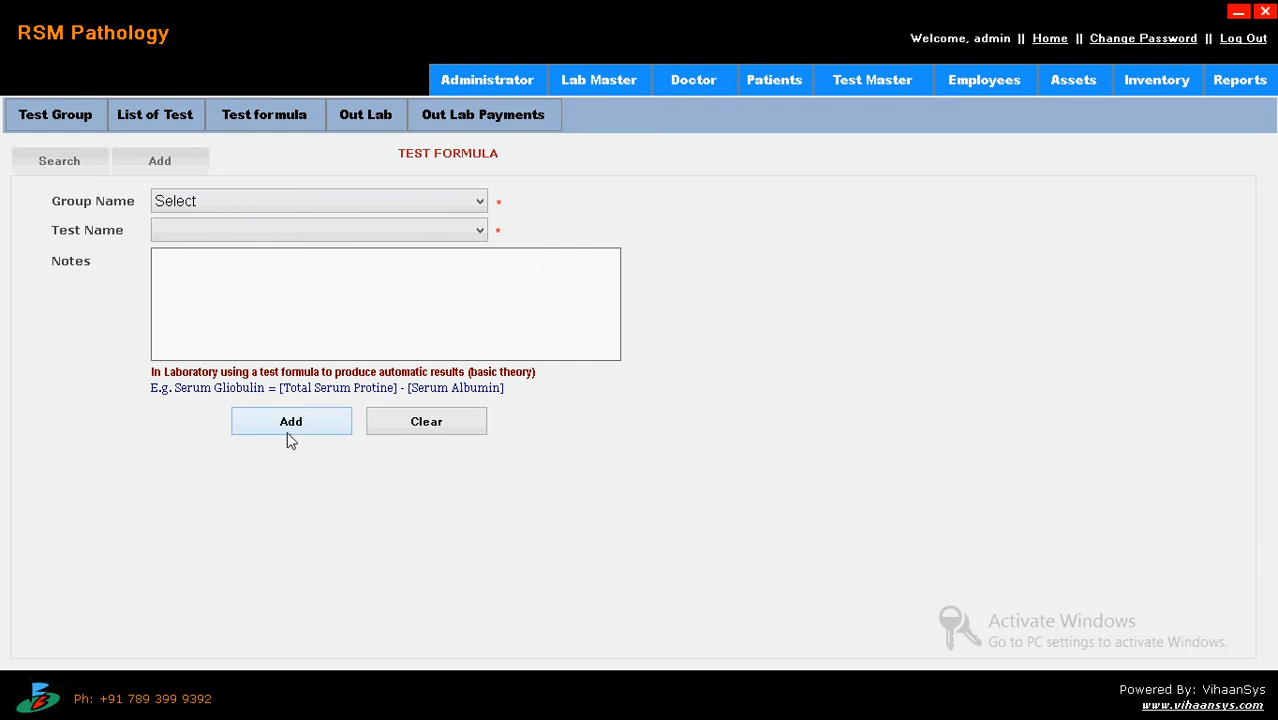 RSM Pathology
Welcome, admin || Home || Change Password || Log Out
Administrator Lab Master Doctor Patients Test Master Employees Assets Inventory Reports
Test Group List of Test Test formula Out Lab Out Lab Payments
Search Add TEST FORMULA
Group Name Select *
Test Name *
Notes
In Laboratory using a test formula to produce automatic results (basic theory)
E.g. Serum Gliobulin = [Total Serum Protine] - [Serum Albumin]
Add Clear
Activate Windows
Go to PC settings to activate Windows.
Ph: +91 789 399 9392
Powered By: VihaanSys
www.vihaansys.com